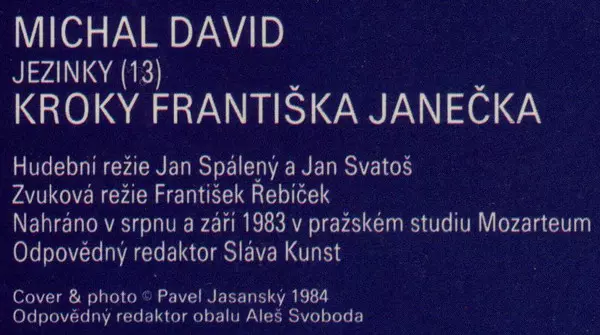 MICHAL DAVID
JEZINKY (13)
KROKY FRANTIŠKA JANEČKA
Hudební režie Jan Spálený a Jan Svatoš
Zvuková režie František Řebíček
Nahráno v srpnu a září 1983 v pražském studiu Mozarteum
Odpovědný redaktor Sláva Kunst
Cover & photo © Pavel Jasanský 1984
Odpovědný redaktor obalu Aleš Svoboda